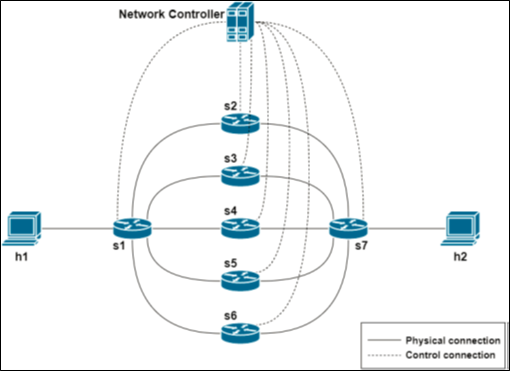 Network Controller
s2
s3
h1
s1
s4
s7
h2
s5
s6
Physical connection
Control connection